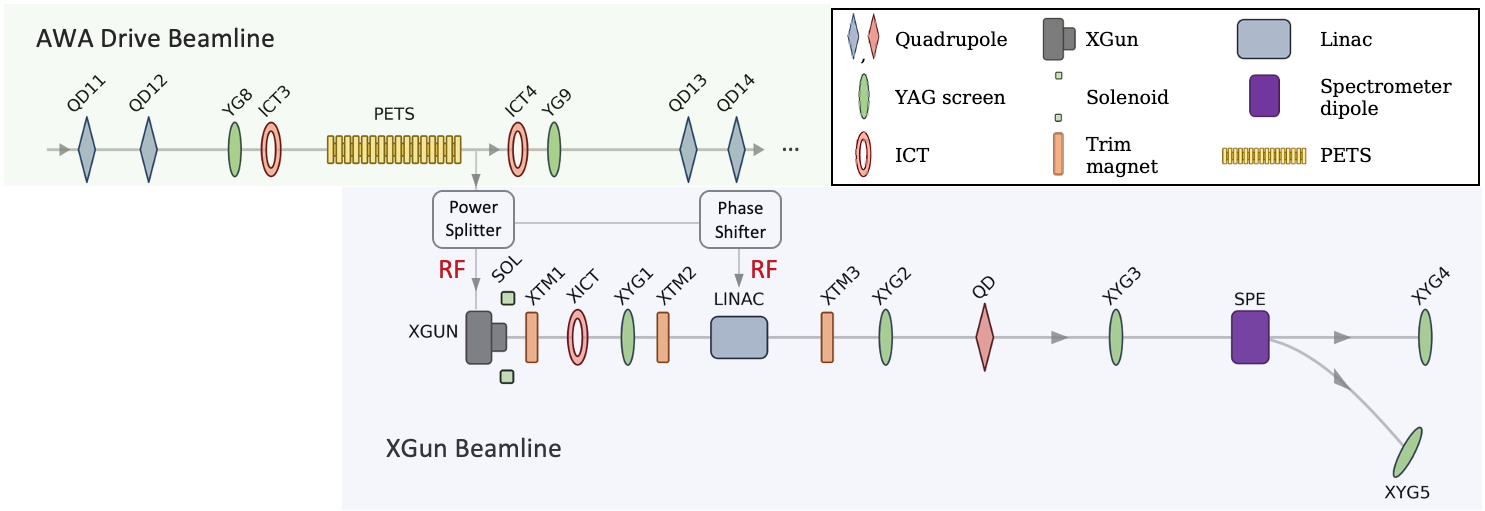 AWA Drive Beamline
QD11
QD12
YG8
ICT3
PETS
ICT4
YG9
QD13
QD14
...
,
Quadrupole
XGun
Linac
YAG screen
Solenoid
Spectrometer
dipole
ICT
Trim
magnet
PETS
Power
Splitter
Phase
Shifter
RF
RF
XGUN
SOL
XTM1
XICT
XYG1
XTM2
LINAC
XTM3
XYG2
QD
XYG3
SPE
XYG4
XYG5
XGun Beamline